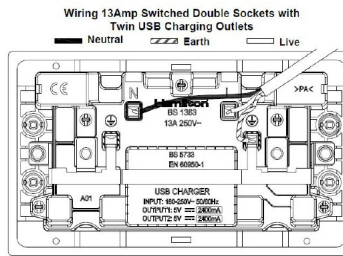 Wiring 13Amp Switched Double Sockets with
Twin USB Charging Outlets
Neutral Earth Live
CE N L >PA<
Hamilton
BS 1363
13A 250V~
BS 5733
EN 60950-1
A01
USB CHARGER
INPUT: 180-250V~ 50/60Hz
OUTPUT1: 5V 2400mA
OUTPUT2: 5V 2400mA